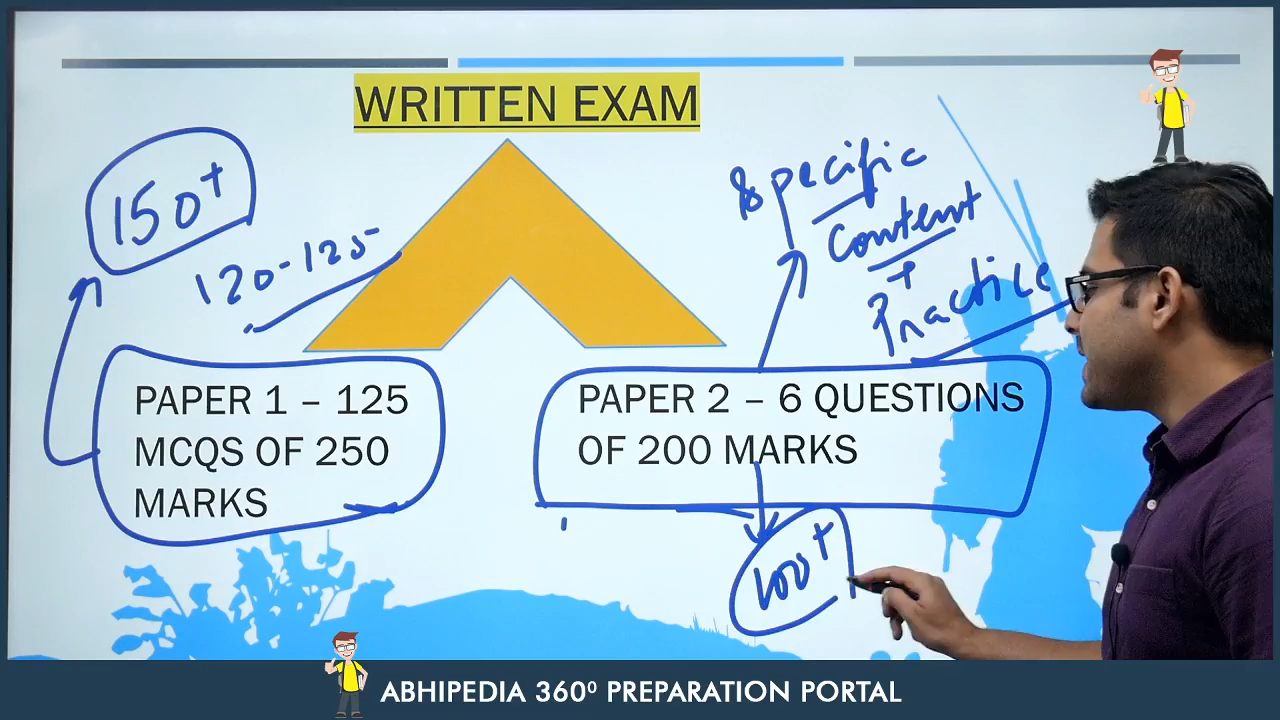 WRITTEN EXAM
150+
120-125
Specific
Content
+
Practice
PAPER 1 – 125
MCQS OF 250
MARKS
PAPER 2 – 6 QUESTIONS
OF 200 MARKS
100+
ABHIPEDIA 360⁰ PREPARATION PORTAL